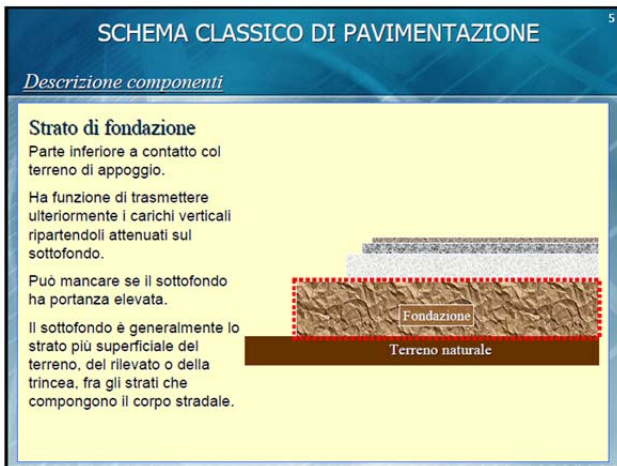 5
SCHEMA CLASSICO DI PAVIMENTAZIONE
Descrizione componenti
Strato di fondazione
Parte inferiore a contatto col
terreno di appoggio.
Ha funzione di trasmettere
ulteriormente i carichi verticali
ripartendoli attenuati sul
sottofondo.
Può mancare se il sottofondo
ha portanza elevata.
Il sottofondo è generalmente lo
strato più superficiale del
terreno, del rilevato o della
trincea, fra gli strati che
compongono il corpo stradale.
Fondazione
Terreno naturale